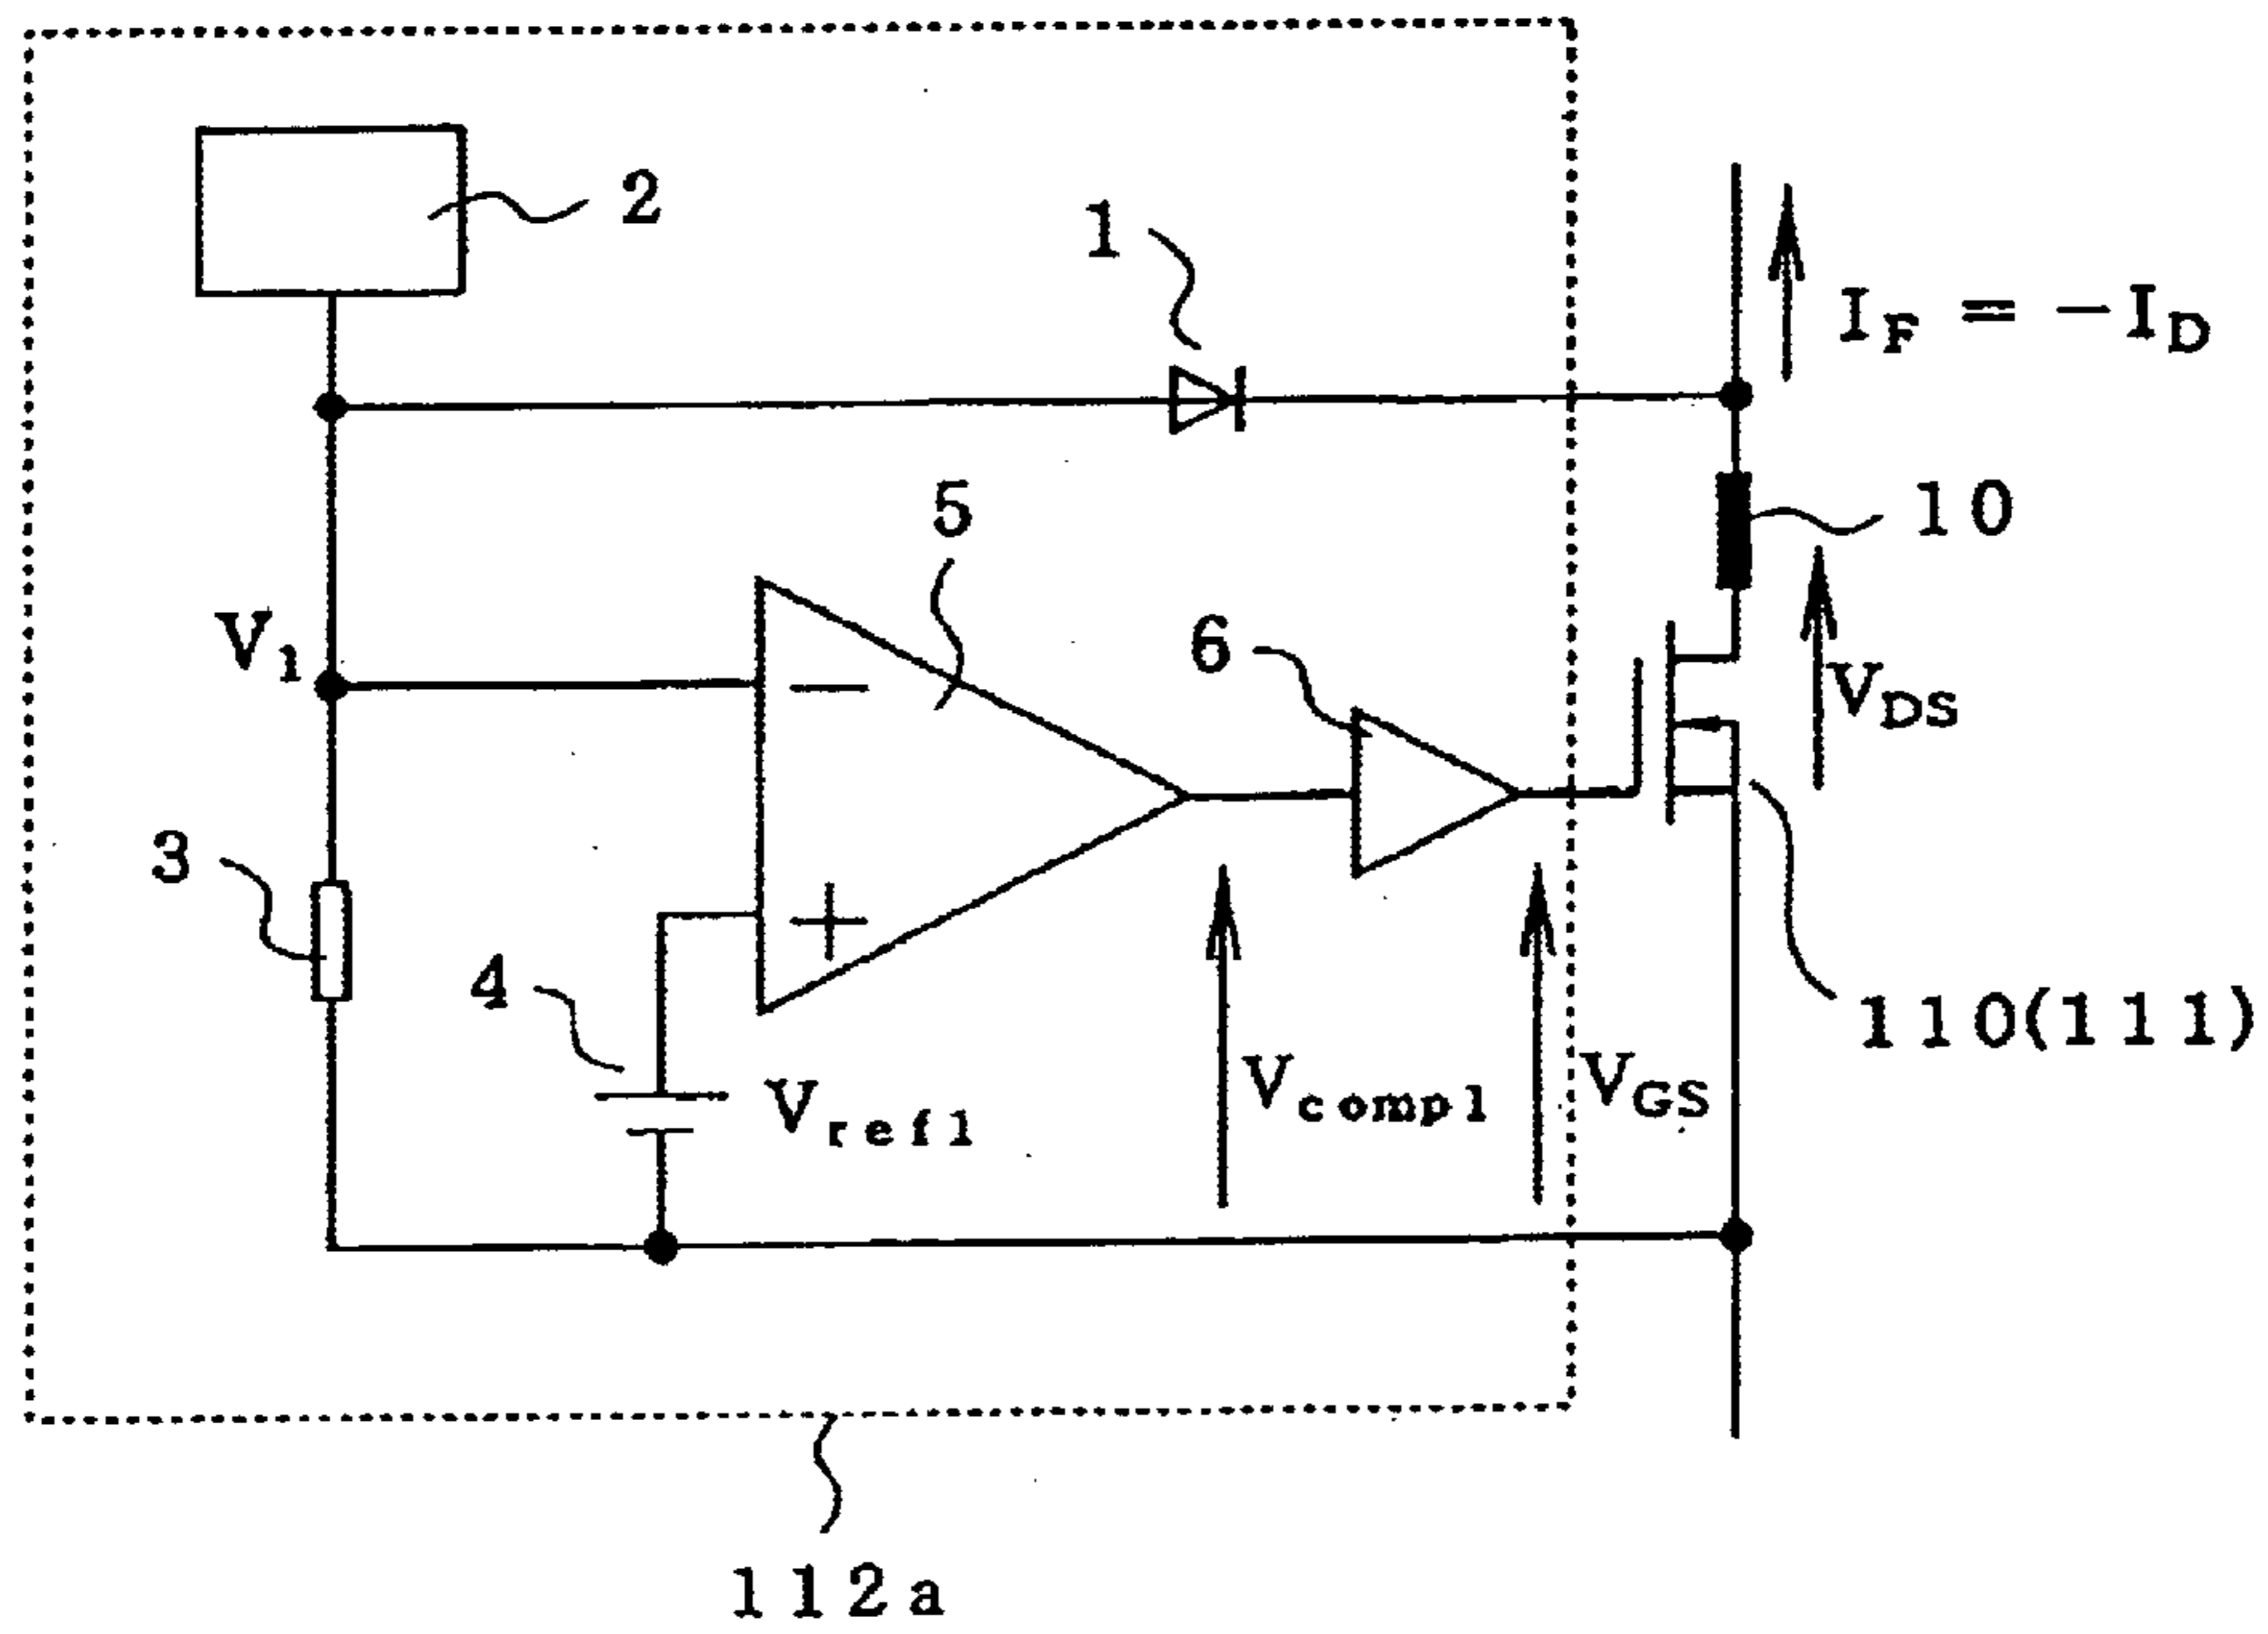 2
1
I_F = -I_D
5
10
V_1
6
V_DS
-
3
+
4
110(111)
V_ref1
V_comp1
V_GS
112a